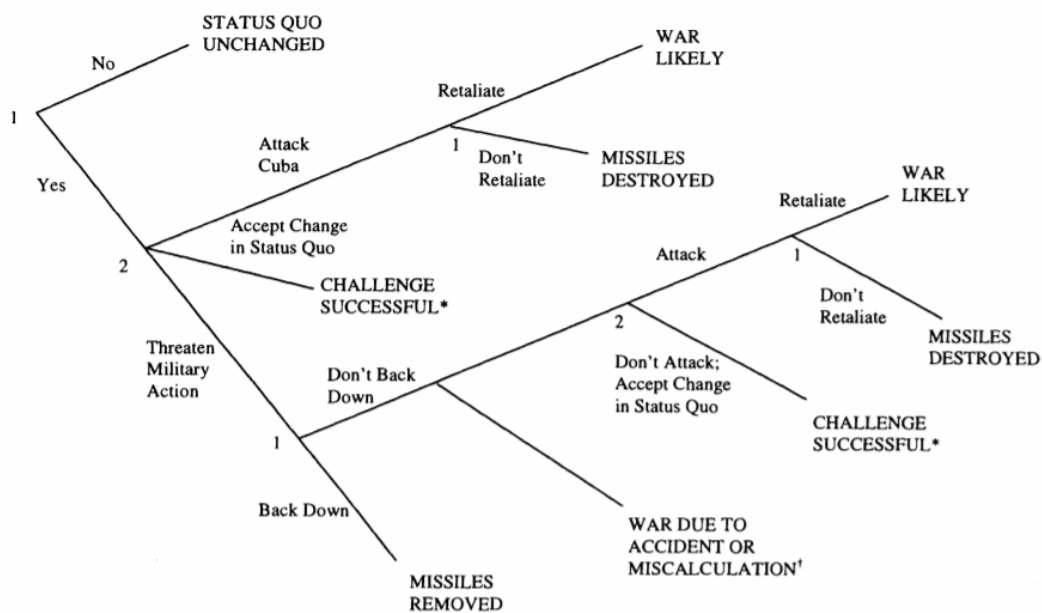 STATUS QUO
UNCHANGED
No
1
Yes
WAR
LIKELY
Retaliate
Attack
Cuba
1
Don't
Retaliate
MISSILES
DESTROYED
2
Accept Change
in Status Quo
CHALLENGE
SUCCESSFUL*
WAR
LIKELY
Retaliate
Attack
1
Don't
Retaliate
MISSILES
DESTROYED
2
Threaten
Military
Action
Don't Back
Down
Don't Attack;
Accept Change
in Status Quo
CHALLENGE
SUCCESSFUL*
1
Back Down
WAR DUE TO
ACCIDENT OR
MISCALCULATION†
MISSILES
REMOVED